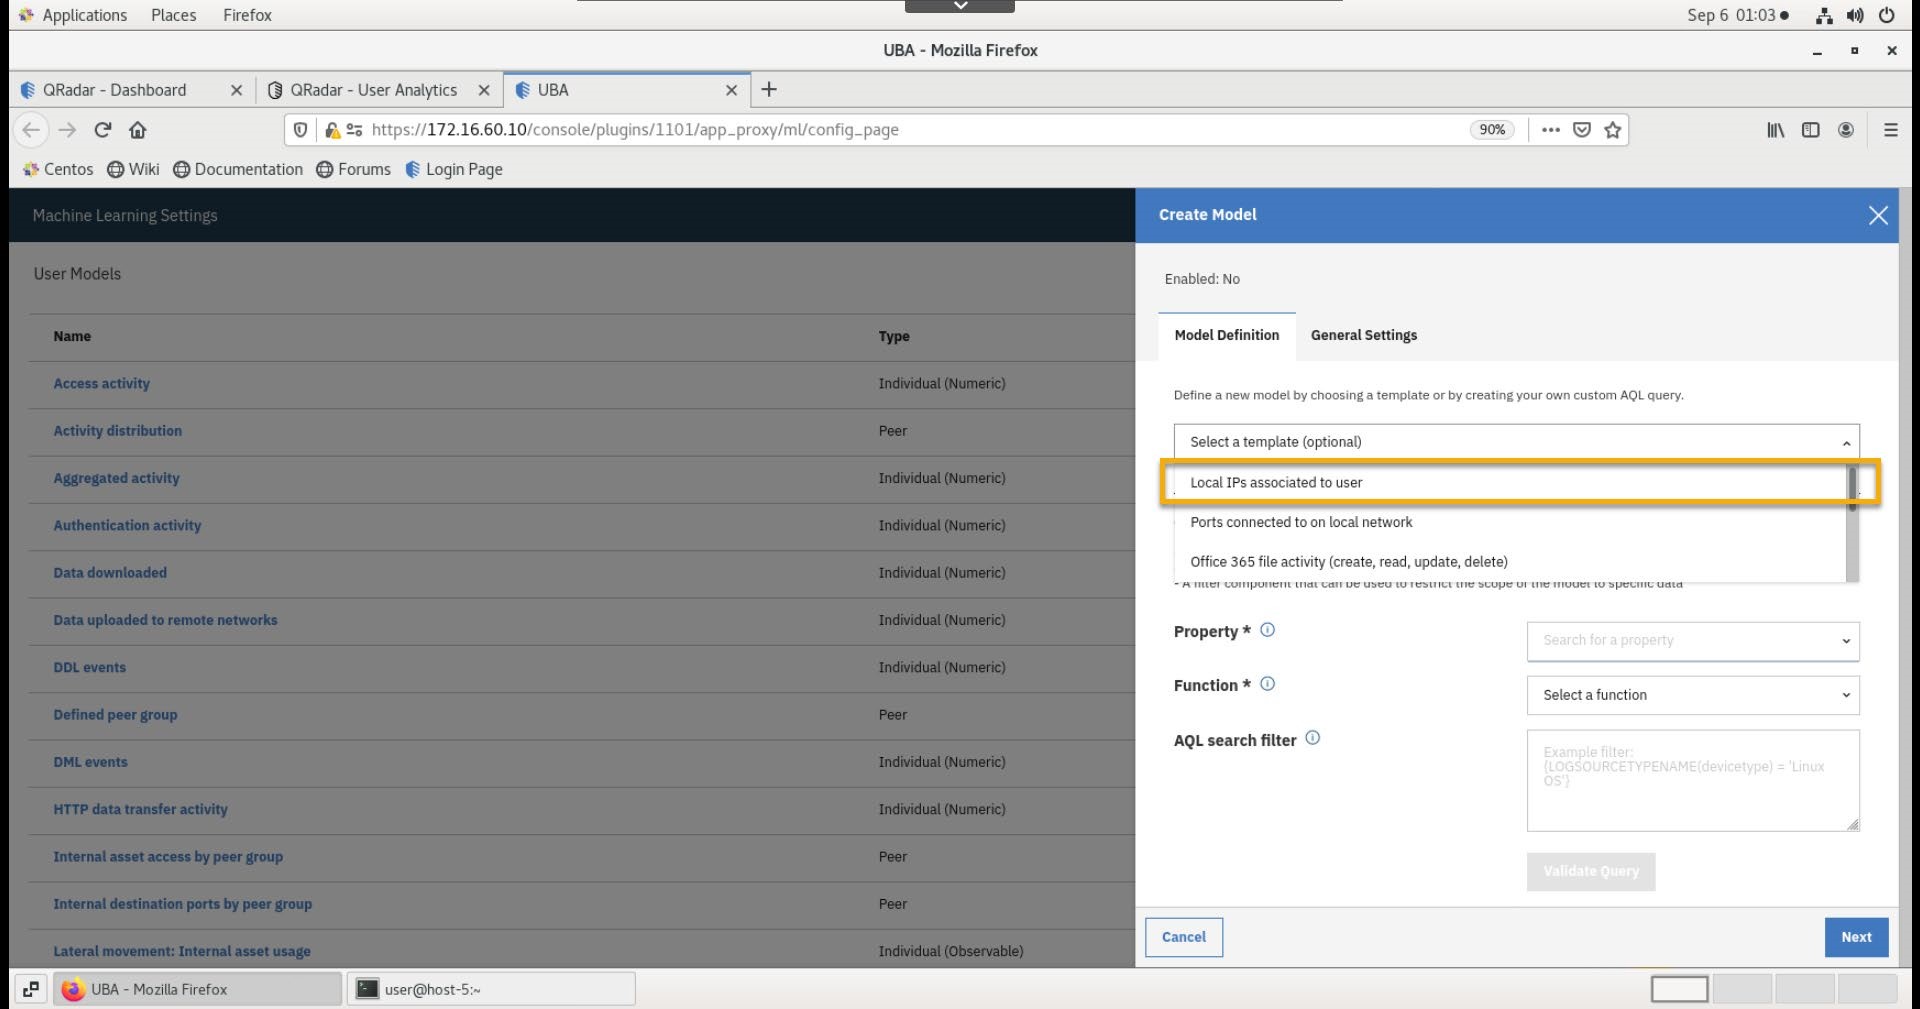 Applications Places Firefox Sep 6 01:03
UBA - Mozilla Firefox
QRadar - Dashboard QRadar - User Analytics UBA
https://172.16.60.10/console/plugins/1101/app_proxy/ml/config_page 90%
Centos Wiki Documentation Forums Login Page
Machine Learning Settings
User Models
Name Type
Access activity Individual (Numeric)
Activity distribution Peer
Aggregated activity Individual (Numeric)
Authentication activity Individual (Numeric)
Data downloaded Individual (Numeric)
Data uploaded to remote networks Individual (Numeric)
DDL events Individual (Numeric)
Defined peer group Peer
DML events Individual (Numeric)
HTTP data transfer activity Individual (Numeric)
Internal asset access by peer group Peer
Internal destination ports by peer group Peer
Lateral movement: Internal asset usage Individual (Observable)
Create Model
Enabled: No
Model Definition General Settings
Define a new model by choosing a template or by creating your own custom AQL query.
Select a template (optional)
Local IPs associated to user
Ports connected to on local network
Office 365 file activity (create, read, update, delete)
- A filter component that can be used to restrict the scope of the model to specific data
Property * Search for a property
Function * Select a function
AQL search filter Example filter:
{LOGSOURCETYPENAME(devicetype) = 'Linux
OS'}
Validate Query
Cancel Next
UBA - Mozilla Firefox user@host-5:~